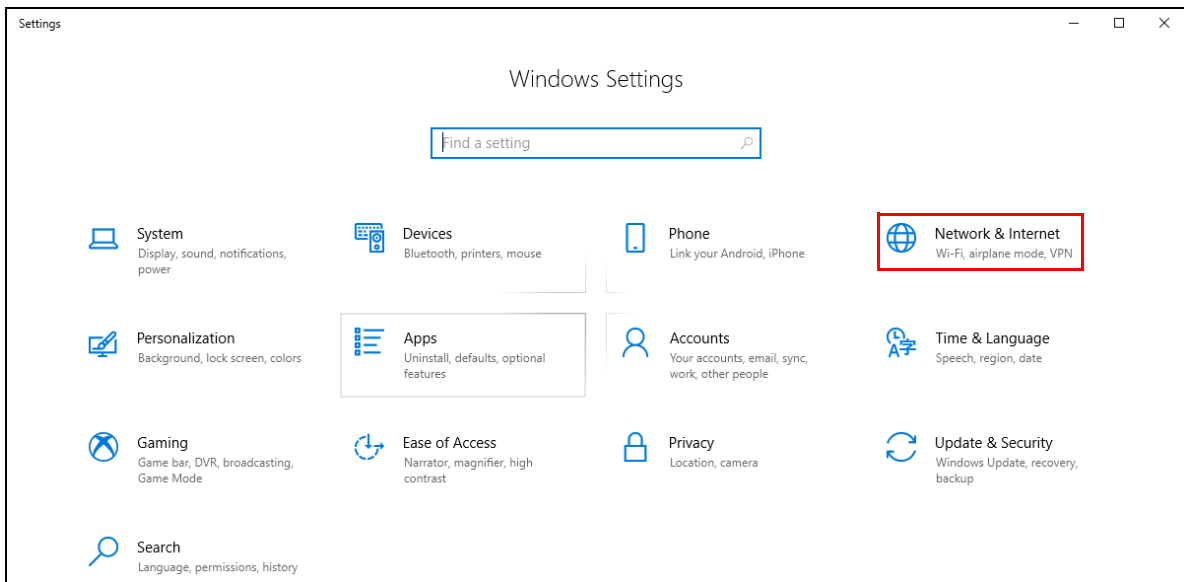 Settings
Windows Settings
Find a setting
System
Display, sound, notifications,
power
Devices
Bluetooth, printers, mouse
Phone
Link your Android, iPhone
Network & Internet
Wi-Fi, airplane mode, VPN
Personalization
Background, lock screen, colors
Apps
Uninstall, defaults, optional
features
Accounts
Your accounts, email, sync,
work, other people
Time & Language
Speech, region, date
Gaming
Game bar, DVR, broadcasting,
Game Mode
Ease of Access
Narrator, magnifier, high
contrast
Privacy
Location, camera
Update & Security
Windows Update, recovery,
backup
Search
Language, permissions, history